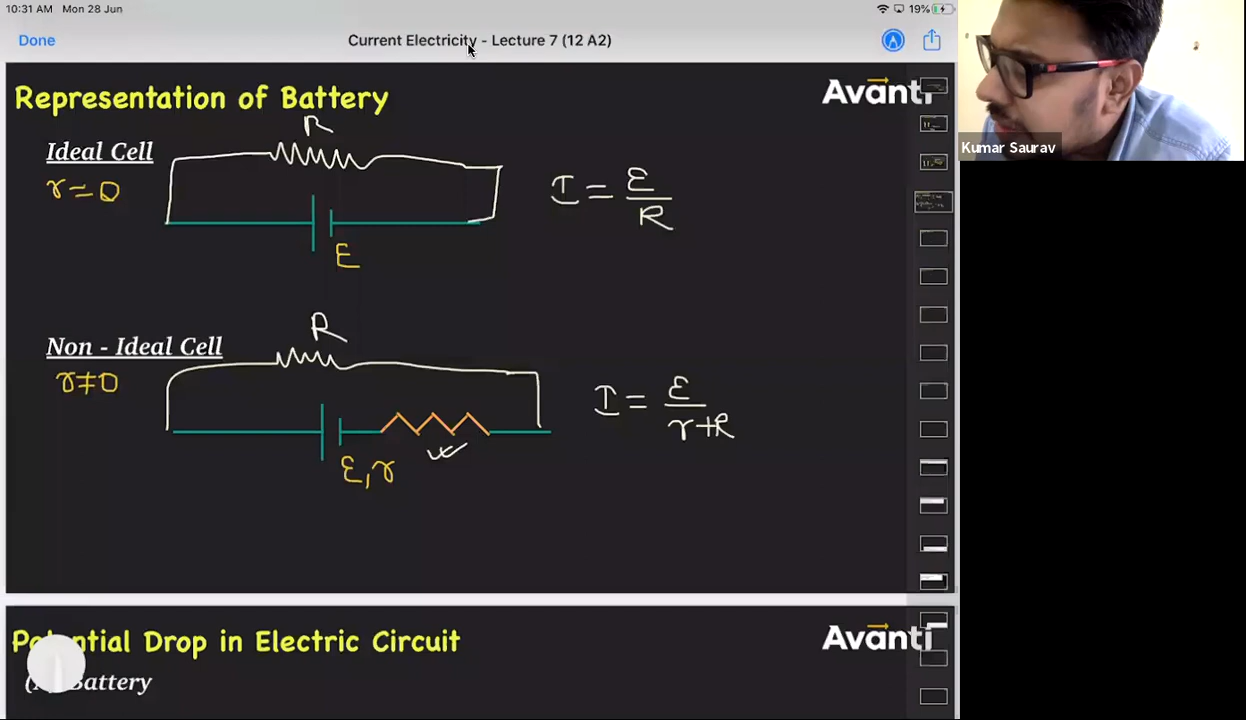 10:31 AM Mon 28 Jun
19%
Done
Current Electricity - Lecture 7 (12 A2)
Representation of Battery
Avanti
Kumar Saurav
R
Ideal Cell
r = 0
I = ε/R
E
R
Non - Ideal Cell
r ≠ 0
I = ε/r+R
ε, r
Potential Drop in Electric Circuit
Avanti
Battery